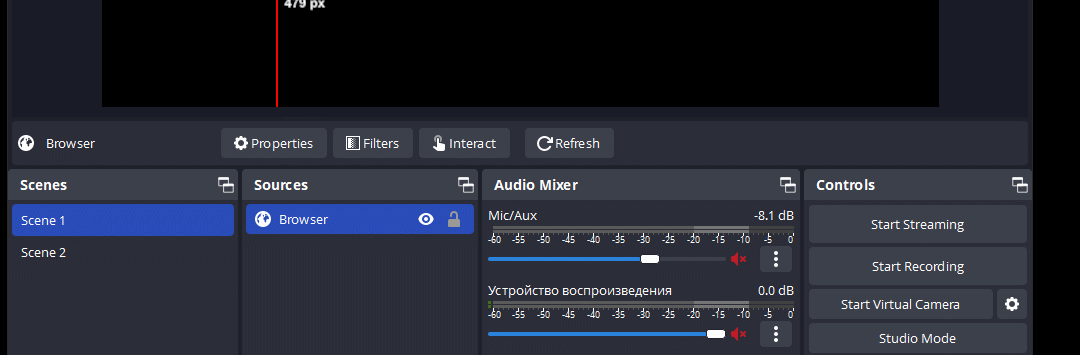 479 px
Browser
Properties
Filters
Interact
Refresh
Scenes
Sources
Audio Mixer
Controls
Scene 1
Scene 2
Browser
Mic/Aux
-8.1 dB
-60 -55 -50 -45 -40 -35 -30 -25 -20 -15 -10 -5 0
Устройство воспроизведения
0.0 dB
-60 -55 -50 -45 -40 -35 -30 -25 -20 -15 -10 -5 0
Start Streaming
Start Recording
Start Virtual Camera
Studio Mode